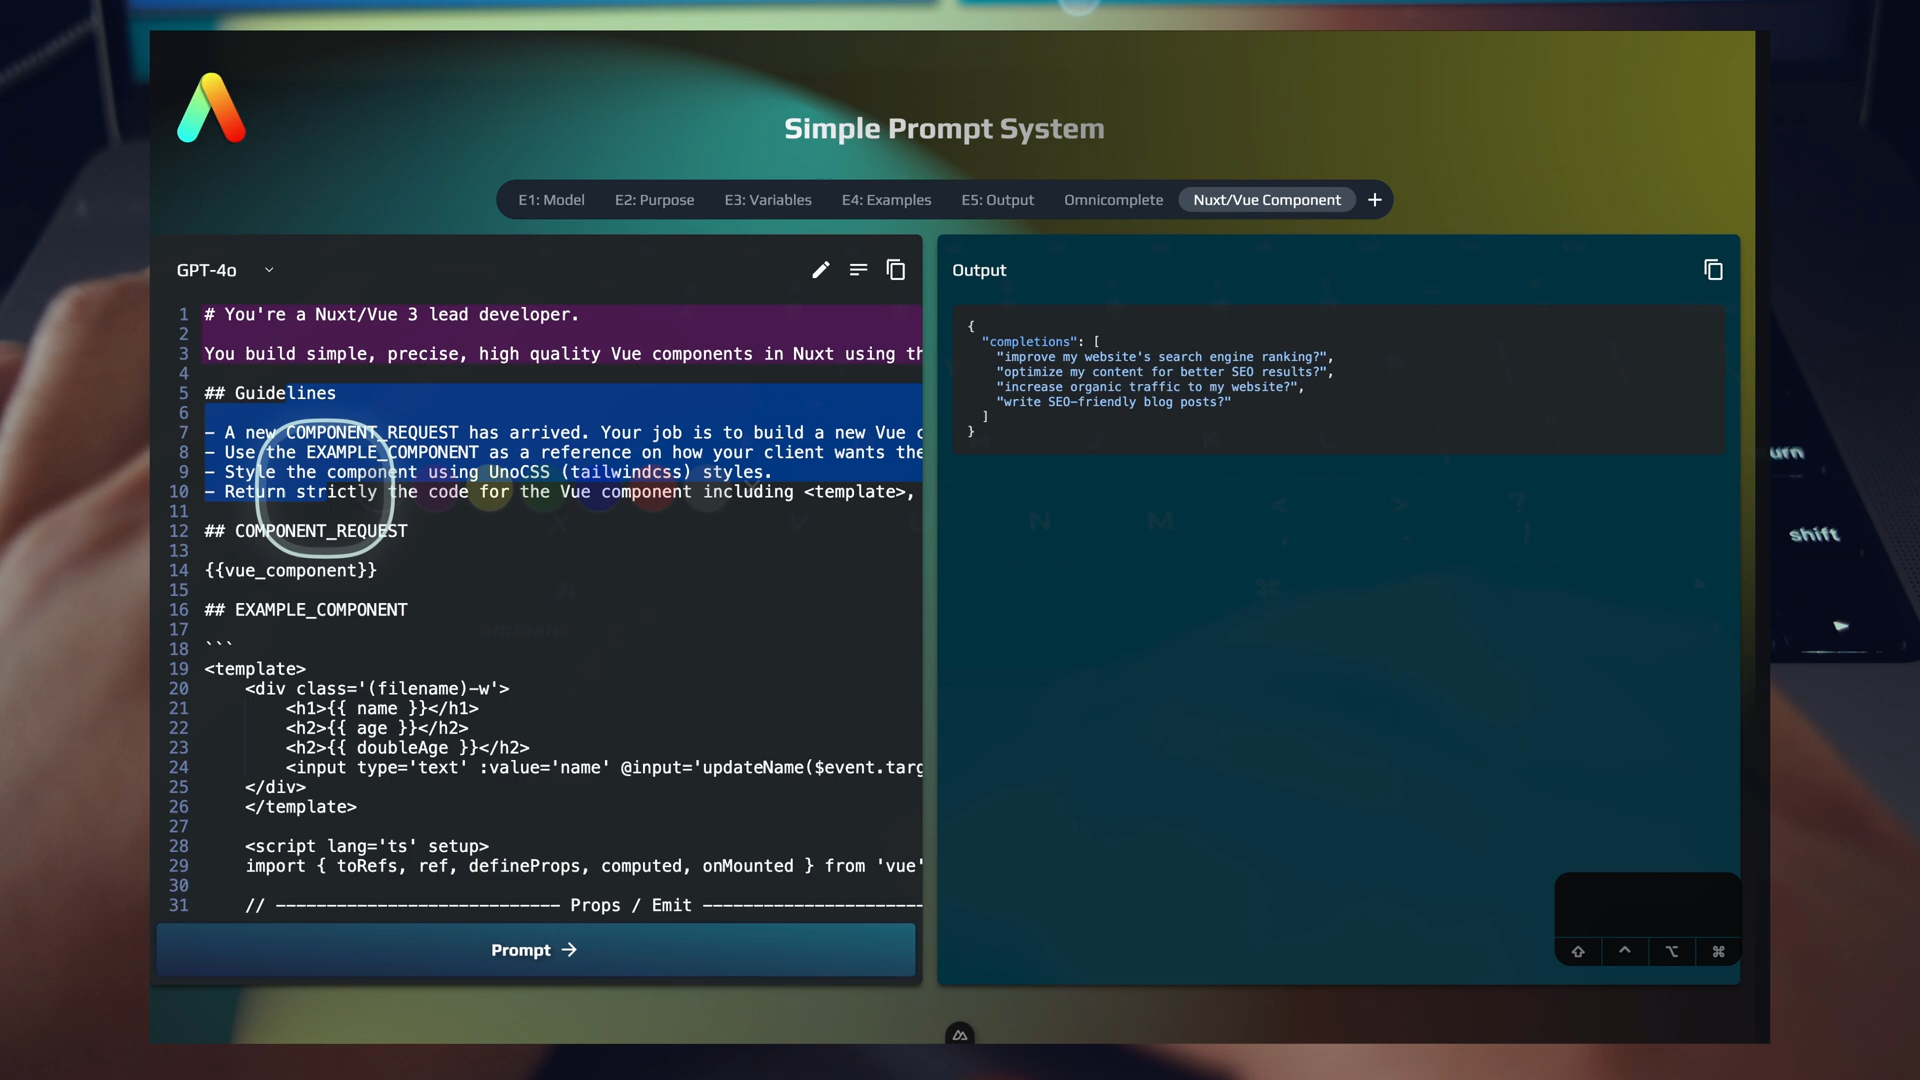 Simple Prompt System
E1: Model E2: Purpose E3: Variables E4: Examples E5: Output Omnicomplete Nuxt/Vue Component +
GPT-4o
1 # You're a Nuxt/Vue 3 lead developer.
2
3 You build simple, precise, high quality Vue components in Nuxt using th
4
5 ## Guidelines
6
7 - A new COMPONENT_REQUEST has arrived. Your job is to build a new Vue c
8 - Use the EXAMPLE_COMPONENT as a reference on how your client wants the
9 - Style the component using UnoCSS (tailwindcss) styles.
10 - Return strictly the code for the Vue component including <template>,
11
12 ## COMPONENT_REQUEST
13
14 {{vue_component}}
15
16 ## EXAMPLE_COMPONENT
17
18 ```
19 <template>
20 <div class='(filename)-w'>
21 <h1>{{ name }}</h1>
22 <h2>{{ age }}</h2>
23 <h2>{{ doubleAge }}</h2>
24 <input type='text' :value='name' @input='updateName($event.targ
25 </div>
26 </template>
27
28 <script lang='ts' setup>
29 import { toRefs, ref, defineProps, computed, onMounted } from 'vue'
30
31 // ---------------------------- Props / Emit ----------------------
Prompt →
Output
{
"completions": [
"improve my website's search engine ranking?",
"optimize my content for better SEO results?",
"increase organic traffic to my website?",
"write SEO-friendly blog posts?"
]
}
urn
shift
N M < > ?
V
X
⌘
⇧ ^ ⌥ ⌘